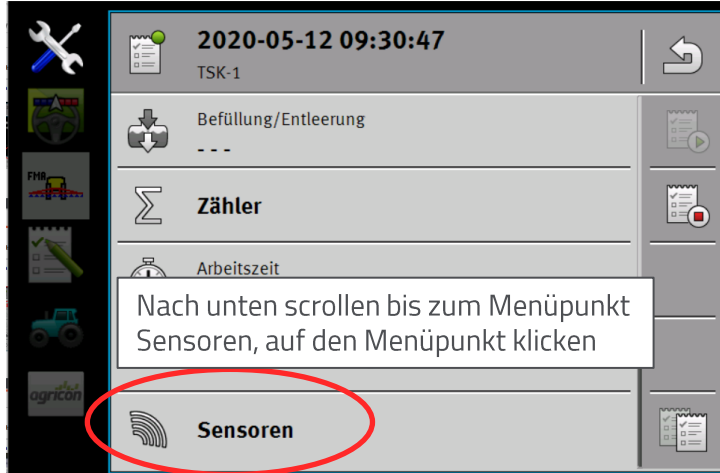 2020-05-12 09:30:47
TSK-1
Befüllung/Entleerung
- - -
FMA
Zähler
Arbeitszeit
Nach unten scrollen bis zum Menüpunkt
Sensoren, auf den Menüpunkt klicken
agricon
Sensoren